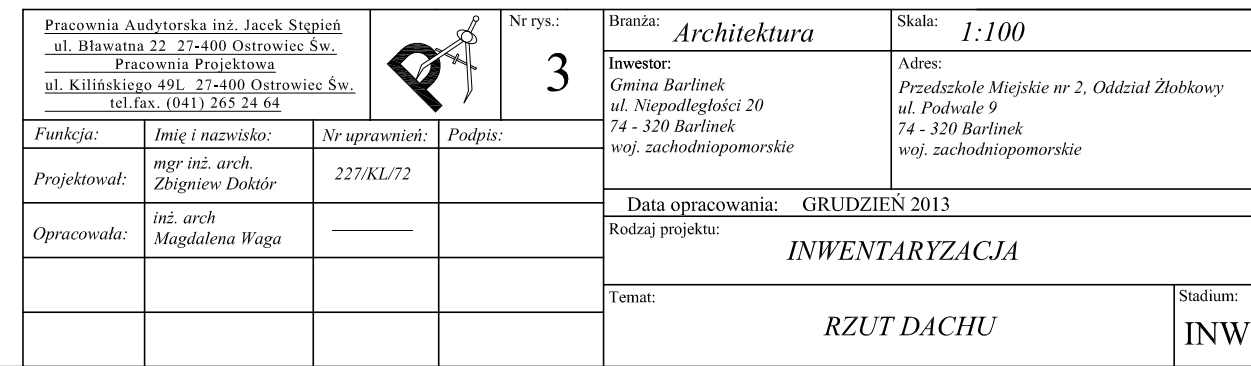 Pracownia Audytorska inż. Jacek Stępień
ul. Bławatna 22 27-400 Ostrowiec Św.
Pracownia Projektowa
ul. Kilińskiego 49L 27-400 Ostrowiec Św.
tel.fax. (041) 265 24 64
Nr rys.:
3
Funkcja: Imię i nazwisko: Nr uprawnień: Podpis:
Projektował: mgr inż. arch.
Zbigniew Doktór 227/KL/72
Opracowała: inż. arch
Magdalena Waga
Branża:
Architektura
Skala:
1:100
Inwestor:
Gmina Barlinek
ul. Niepodległości 20
74 - 320 Barlinek
woj. zachodniopomorskie
Adres:
Przedszkole Miejskie nr 2, Oddział Żłobkowy
ul. Podwale 9
74 - 320 Barlinek
woj. zachodniopomorskie
Data opracowania: GRUDZIEŃ 2013
Rodzaj projektu:
INWENTARYZACJA
Temat:
RZUT DACHU
Stadium:
INW